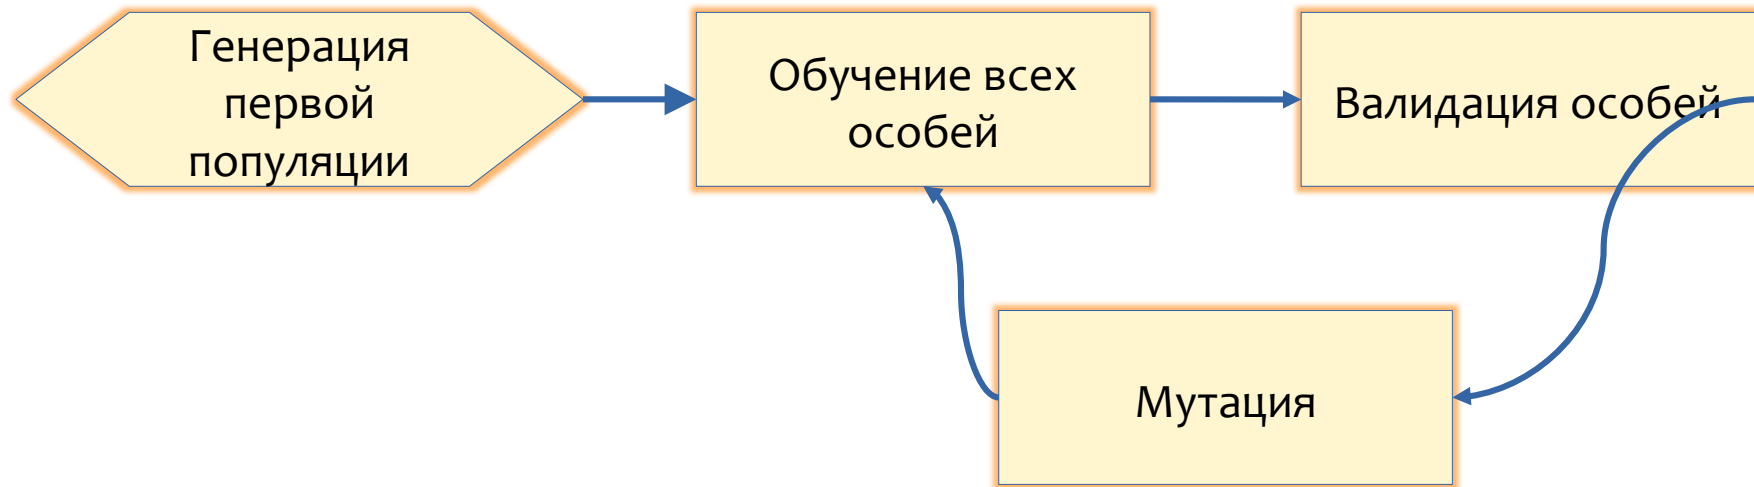 Генерация
первой
популяции
Обучение всех
особей
Валидация особей
Мутация